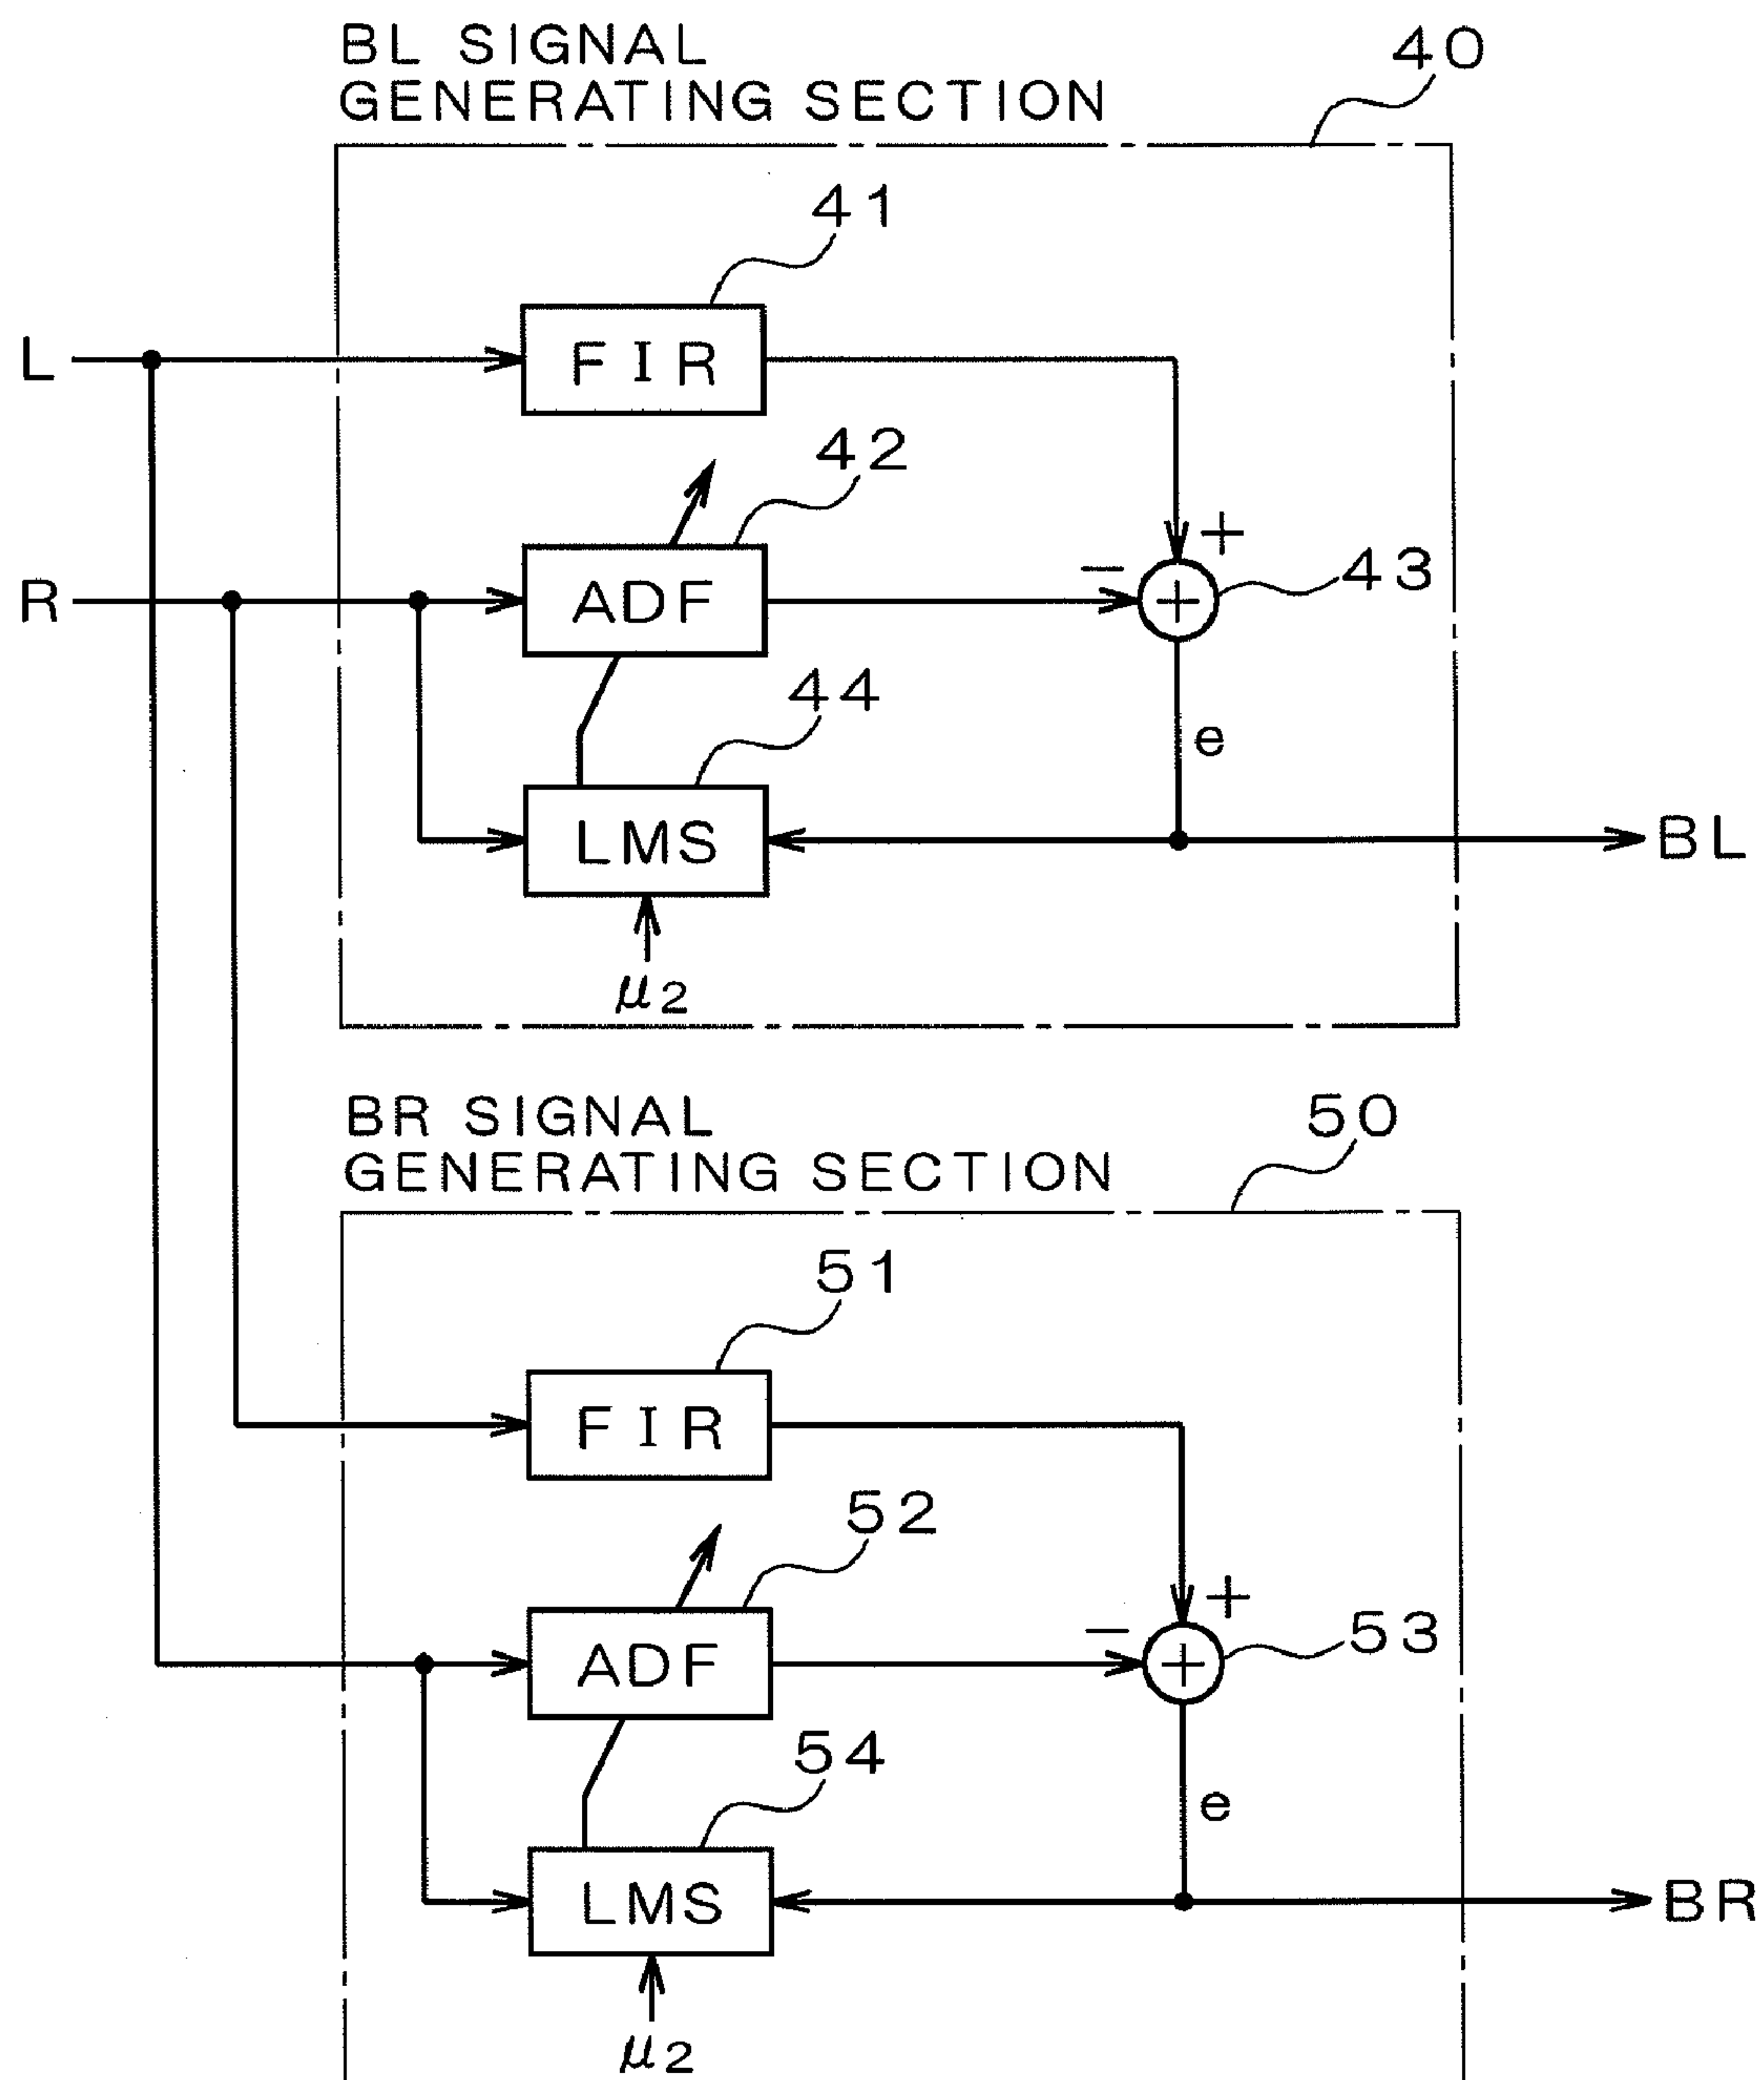 BL SIGNAL
GENERATING SECTION
40
41
L
FIR
42
+
R
ADF
−
+
43
44
e
LMS
BL
μ2
BR SIGNAL
GENERATING SECTION
50
51
FIR
52
+
ADF
−
+
53
54
e
LMS
BR
μ2